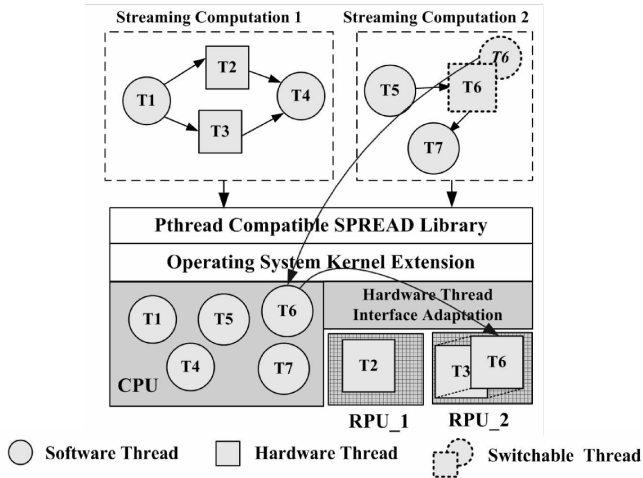 Streaming Computation 1
Streaming Computation 2
T1
T2
T3
T4
T5
T6
T6
T7
Pthread Compatible SPREAD Library
Operating System Kernel Extension
Hardware Thread
Interface Adaptation
T1
T5
T6
T4
T7
CPU
T2
T3
T6
RPU_1
RPU_2
Software Thread
Hardware Thread
Switchable Thread